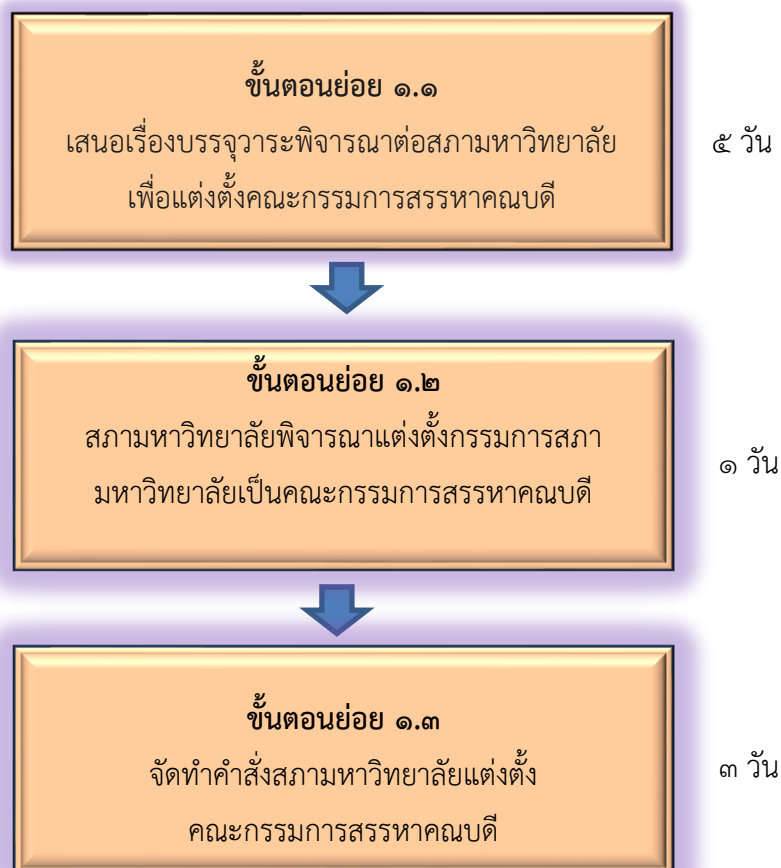 ขั้นตอนย่อย ๑.๑
เสนอเรื่องบรรจุวาระพิจารณาต่อสภามหาวิทยาลัย
เพื่อแต่งตั้งคณะกรรมการสรรหาคณบดี
๕ วัน
ขั้นตอนย่อย ๑.๒
สภามหาวิทยาลัยพิจารณาแต่งตั้งกรรมการสภา
มหาวิทยาลัยเป็นคณะกรรมการสรรหาคณบดี
๑ วัน
ขั้นตอนย่อย ๑.๓
จัดทำคำสั่งสภามหาวิทยาลัยแต่งตั้ง
คณะกรรมการสรรหาคณบดี
๓ วัน